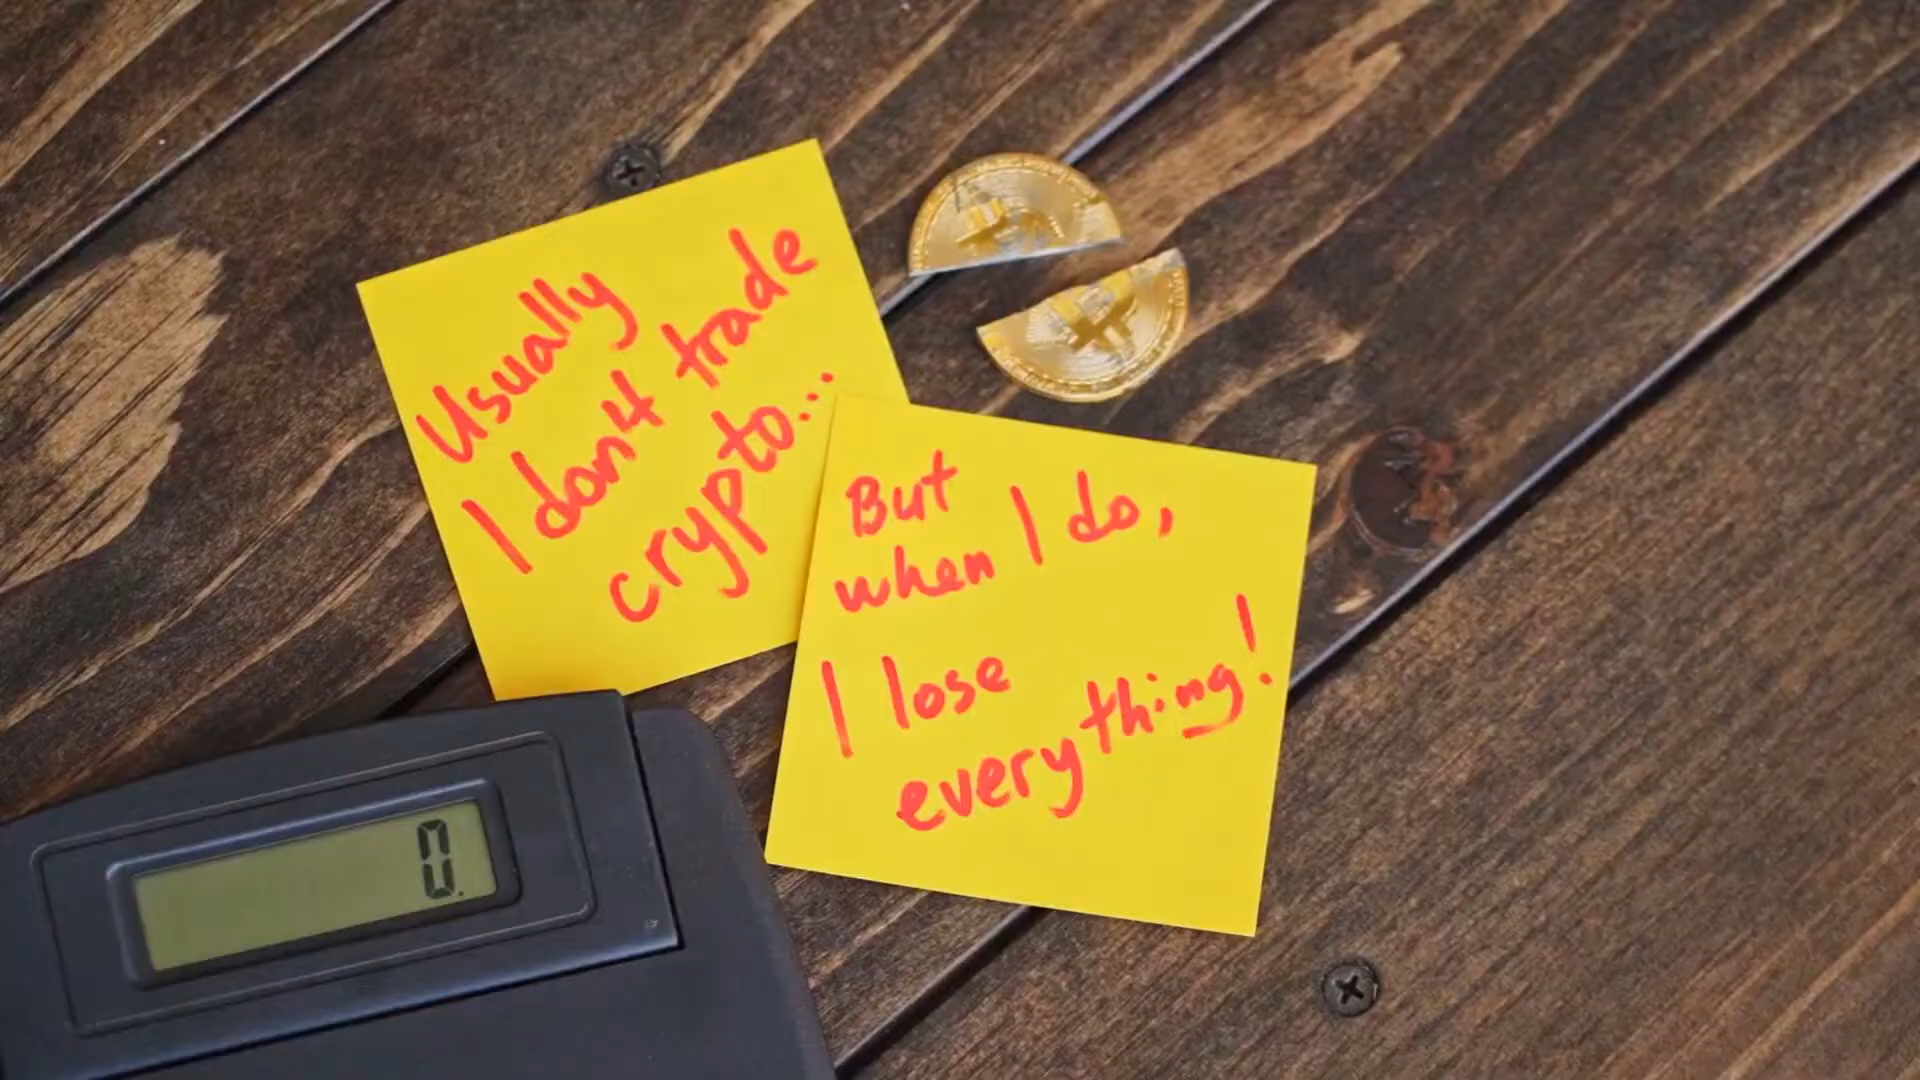 Usually
I don't trade
crypto...
But
when I do,
I lose
everything!
0.